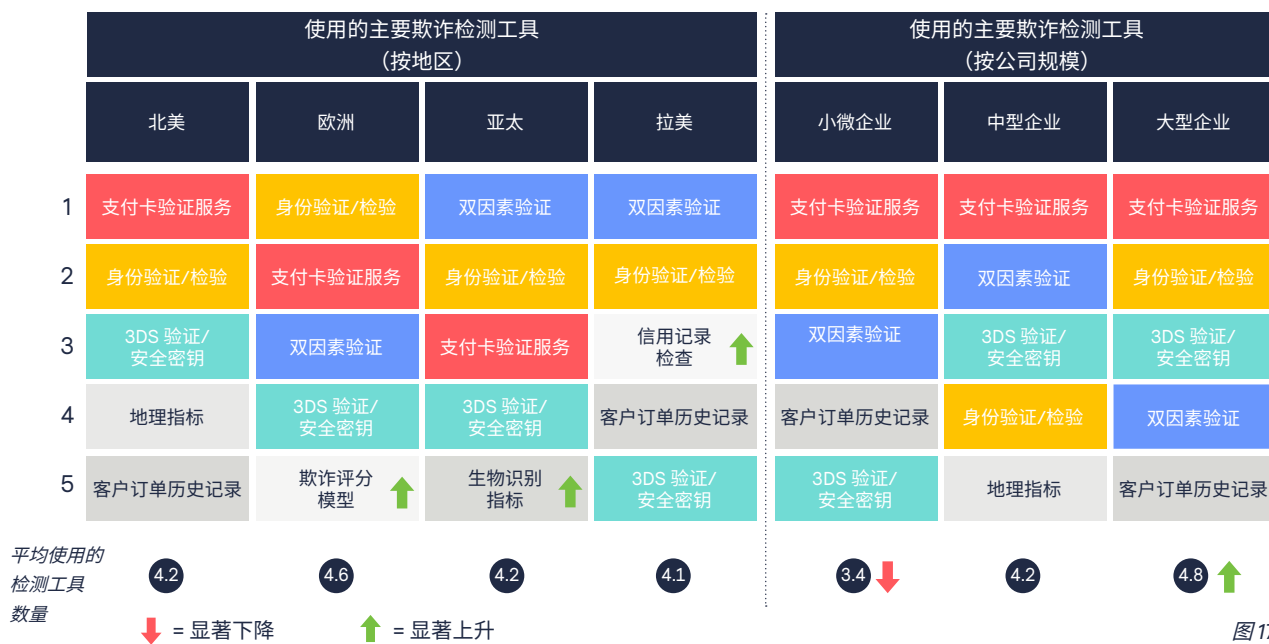 使用的主要欺诈检测工具
（按地区）
使用的主要欺诈检测工具
（按公司规模）
北美
欧洲
亚太
拉美
小微企业
中型企业
大型企业
1
支付卡验证服务
身份验证/检验
双因素验证
双因素验证
支付卡验证服务
支付卡验证服务
支付卡验证服务
2
身份验证/检验
支付卡验证服务
身份验证/检验
身份验证/检验
身份验证/检验
双因素验证
身份验证/检验
3
3DS 验证/
安全密钥
双因素验证
支付卡验证服务
信用记录
检查
双因素验证
3DS 验证/
安全密钥
3DS 验证/
安全密钥
4
地理指标
3DS 验证/
安全密钥
3DS 验证/
安全密钥
客户订单历史记录
客户订单历史记录
身份验证/检验
双因素验证
5
客户订单历史记录
欺诈评分
模型
生物识别
指标
3DS 验证/
安全密钥
3DS 验证/
安全密钥
地理指标
客户订单历史记录
平均使用的
检测工具
数量
4.2
4.6
4.2
4.1
3.4
4.2
4.8
= 显著下降
= 显著上升
图17